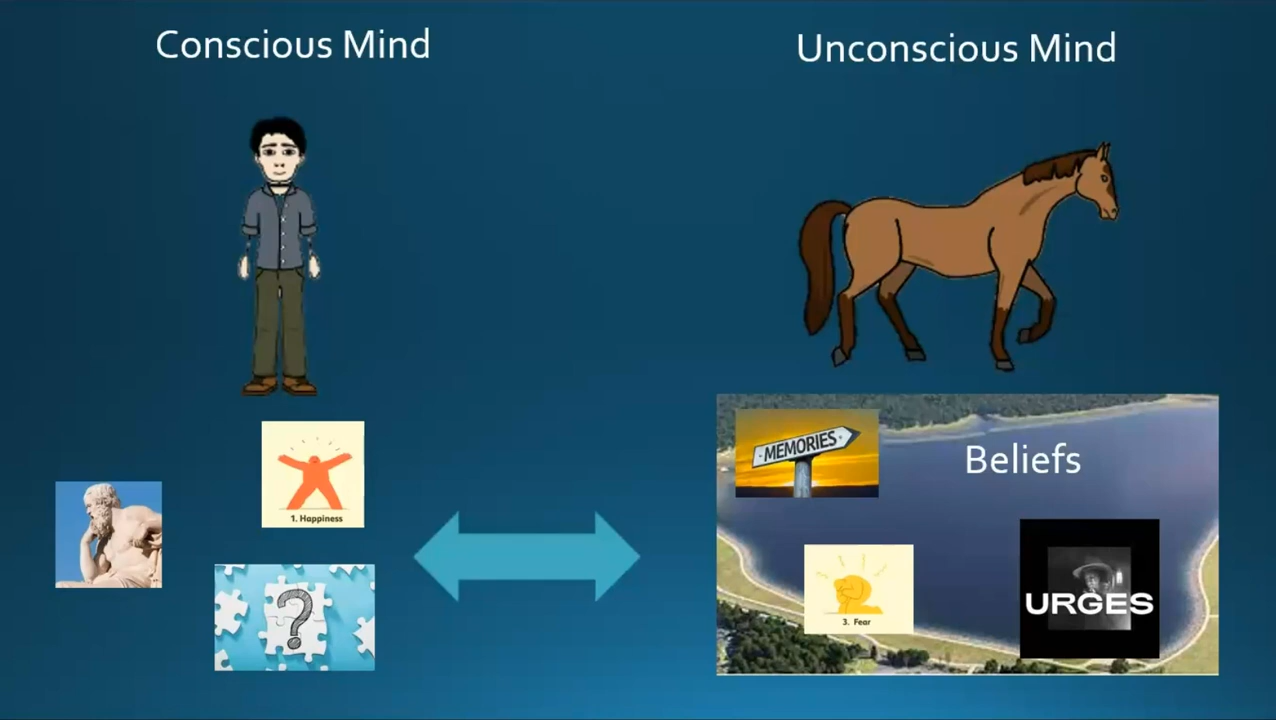 Conscious Mind
Unconscious Mind
1. Happiness
?
-MEMORIES-
Beliefs
3. Fear
URGES